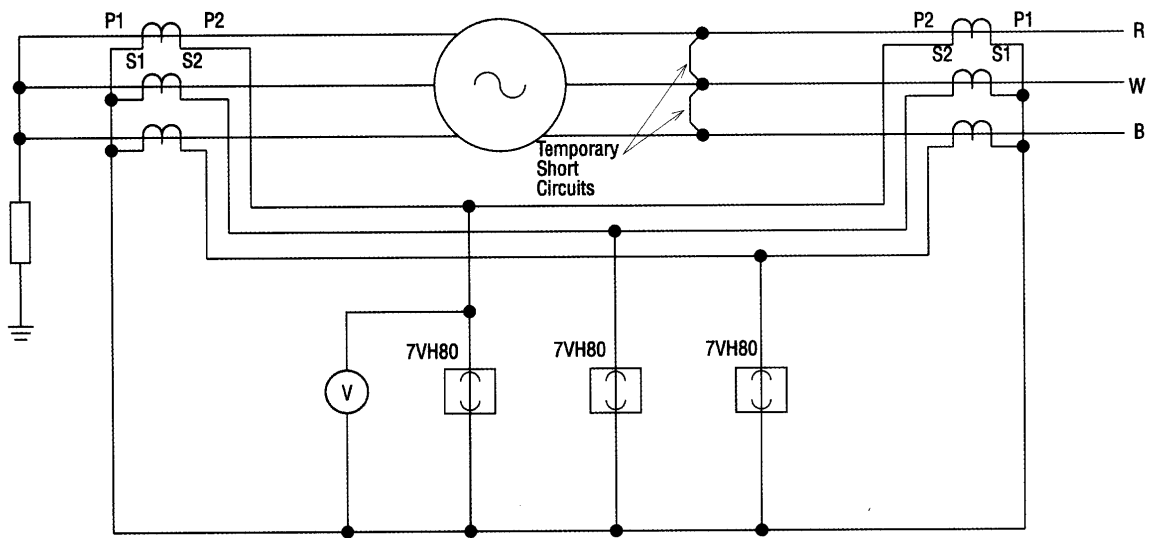 P1 P2 P2 P1 R
S1 S2 S2 S1
W
B
Temporary
Short
Circuits
7VH80 7VH80 7VH80
V